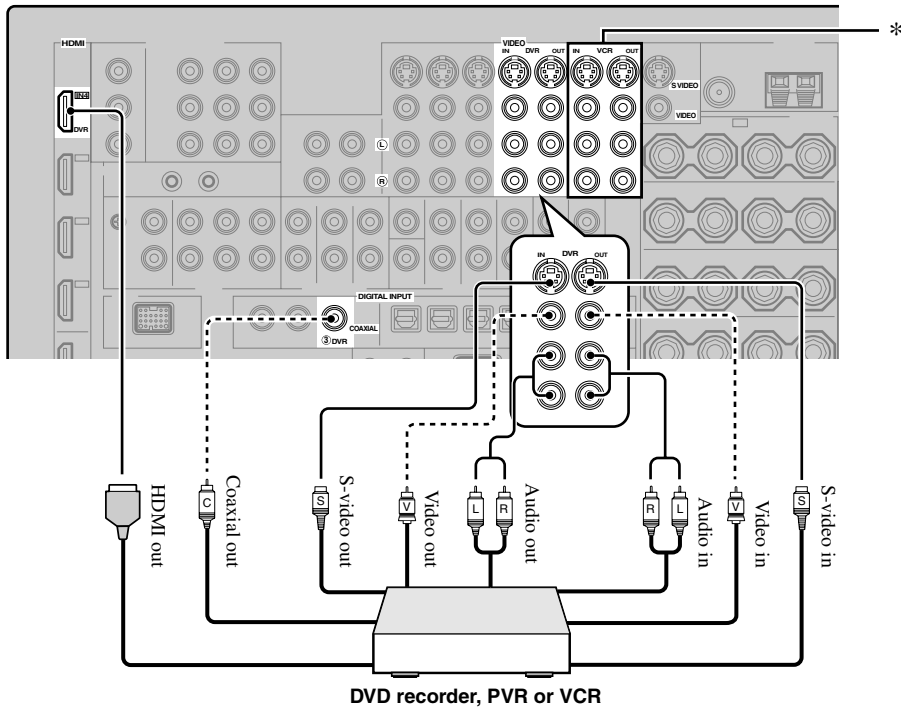 *
HDMI
VIDEO
IN DVR OUT
IN VCR OUT
S VIDEO
VIDEO
IN4
DVR
L
R
IN DVR OUT
DIGITAL INPUT
COAXIAL
③ DVR
HDMI out
C
Coaxial out
S
S-video out
V
Video out
L
R
Audio out
R
L
Audio in
V
Video in
S
S-video in
DVD recorder, PVR or VCR